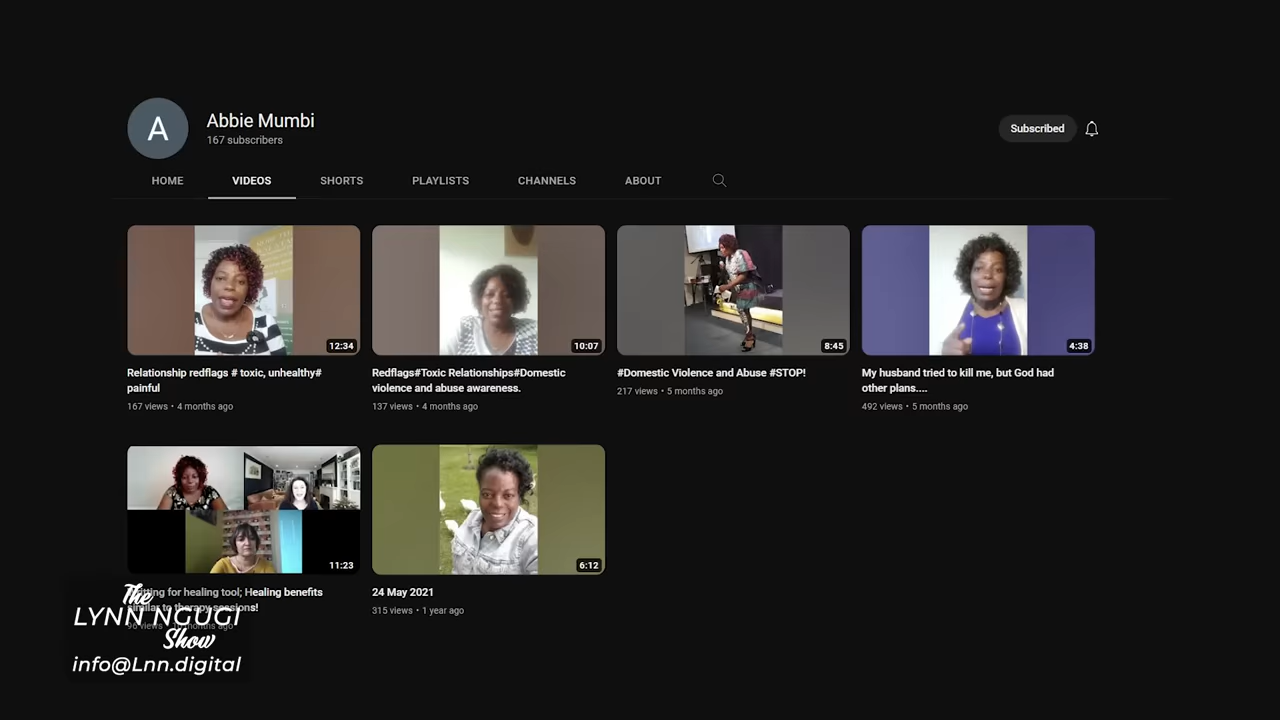 A
Abbie Mumbi
167 subscribers
Subscribed
HOME VIDEOS SHORTS PLAYLISTS CHANNELS ABOUT
12:34
10:07
8:45
4:38
Relationship redflags # toxic, unhealthy#
painful
167 views • 4 months ago
Redflags#Toxic Relationships#Domestic
violence and abuse awareness.
137 views • 4 months ago
#Domestic Violence and Abuse #STOP!
217 views • 5 months ago
My husband tried to kill me, but God had
other plans....
492 views • 5 months ago
11:23
6:12
for healing tool; Healing benefits
similar to therapy sessions!
views • months ago
24 May 2021
315 views • 1 year ago
The
LYNN NGUGI
Show
info@Lnn.digital